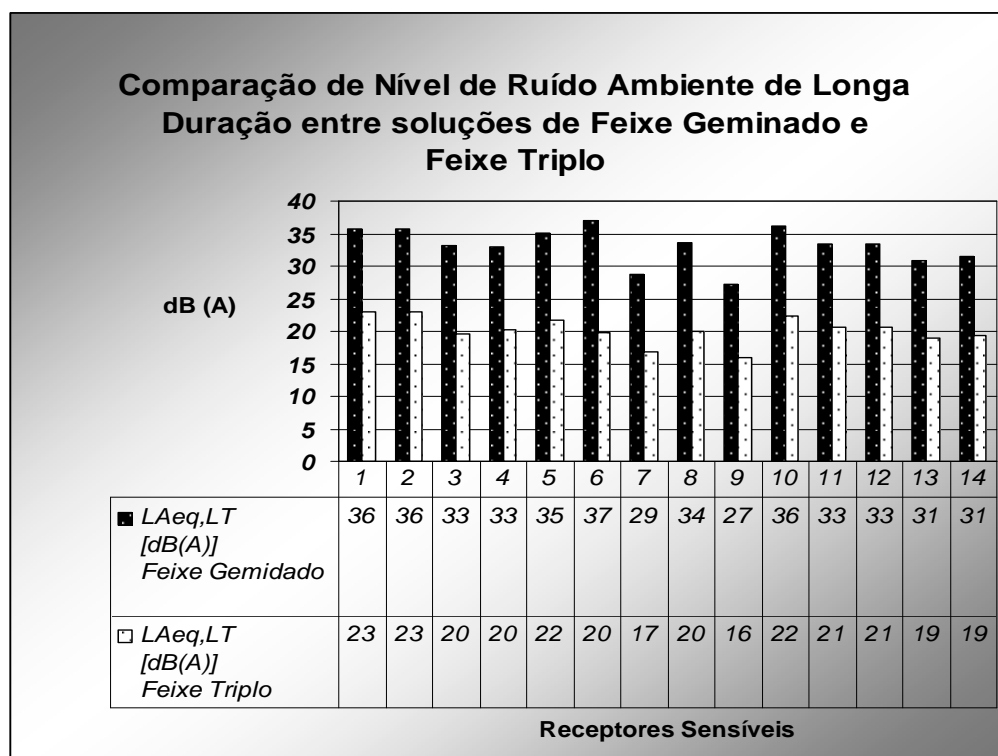 Comparação de Nível de Ruído Ambiente de Longa
Duração entre soluções de Feixe Geminado e
Feixe Triplo
40
35
30
25
20
15
10
5
0
dB (A)
1 2 3 4 5 6 7 8 9 10 11 12 13 14
LAeq,LT
[dB(A)]
Feixe Gemidado
36 36 33 33 35 37 29 34 27 36 33 33 31 31
LAeq,LT
[dB(A)]
Feixe Triplo
23 23 20 20 22 20 17 20 16 22 21 21 19 19
Receptores Sensíveis